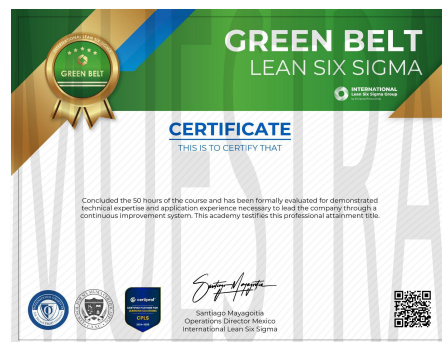 GREEN BELT
LEAN SIX SIGMA
INTERNATIONAL
Lean Six Sigma Group
GREEN BELT
CERTIFICATE
THIS IS TO CERTIFY THAT
Concluded the 50 hours of the course and has been formally evaluated for demonstrated
technical expertise and application experience necessary to lead the company through a
continuous improvement system. This academy testifies this professional attainment title.
MUESTRA
certiprof
CPLS
Santiago Mayagoitia
Santiago Mayagoitia
Operations Director Mexico
International Lean Six Sigma